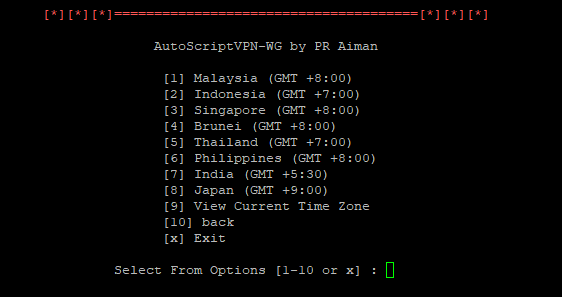 [*][*][*]======================================[*][*][*]
AutoScriptVPN-WG by PR Aiman
[1] Malaysia (GMT +8:00)
[2] Indonesia (GMT +7:00)
[3] Singapore (GMT +8:00)
[4] Brunei (GMT +8:00)
[5] Thailand (GMT +7:00)
[6] Philippines (GMT +8:00)
[7] India (GMT +5:30)
[8] Japan (GMT +9:00)
[9] View Current Time Zone
[10] back
[x] Exit
Select From Options [1-10 or x] :